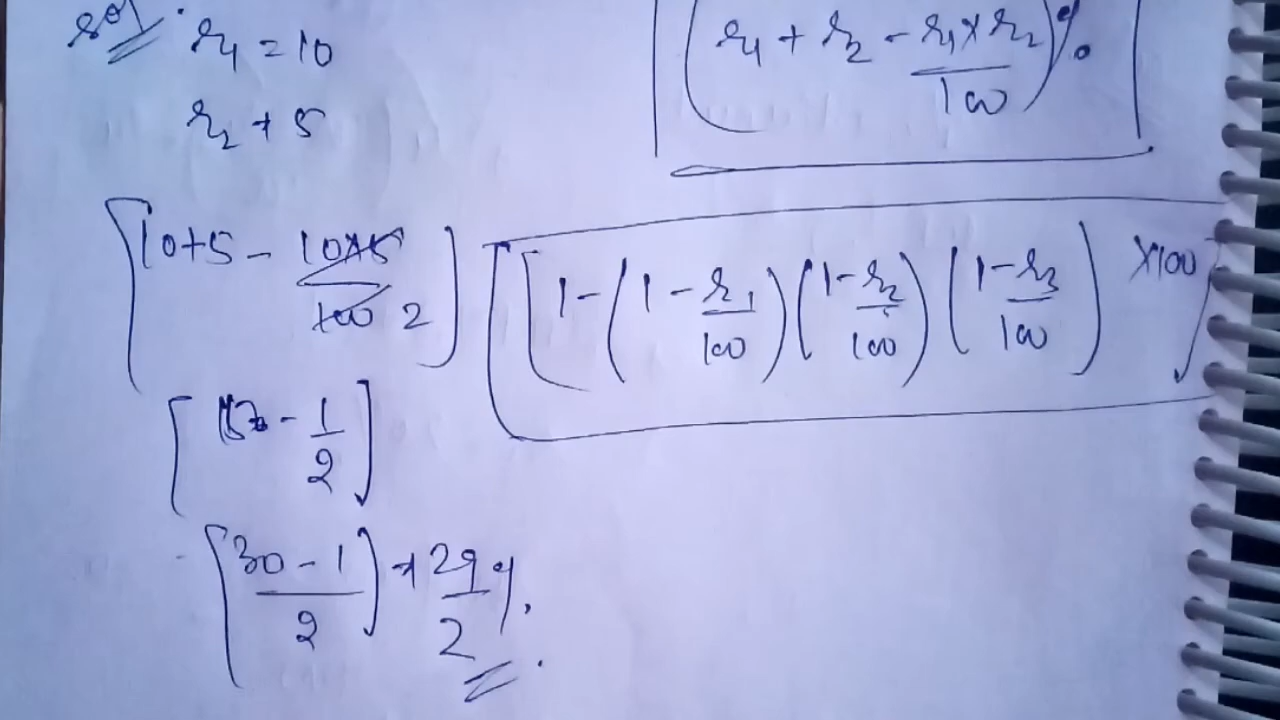 Sol. r₁ = 10
(r₁ + r₂ - r₁×r₂/100)%
r₂ = 5
[10+5 - 10×5/100 2]
[1-(1-r₁/100)(1-r₂/100)(1-r₃/100) ×100]
[15 - 1/2]
[30-1/2] = 29/2 %.